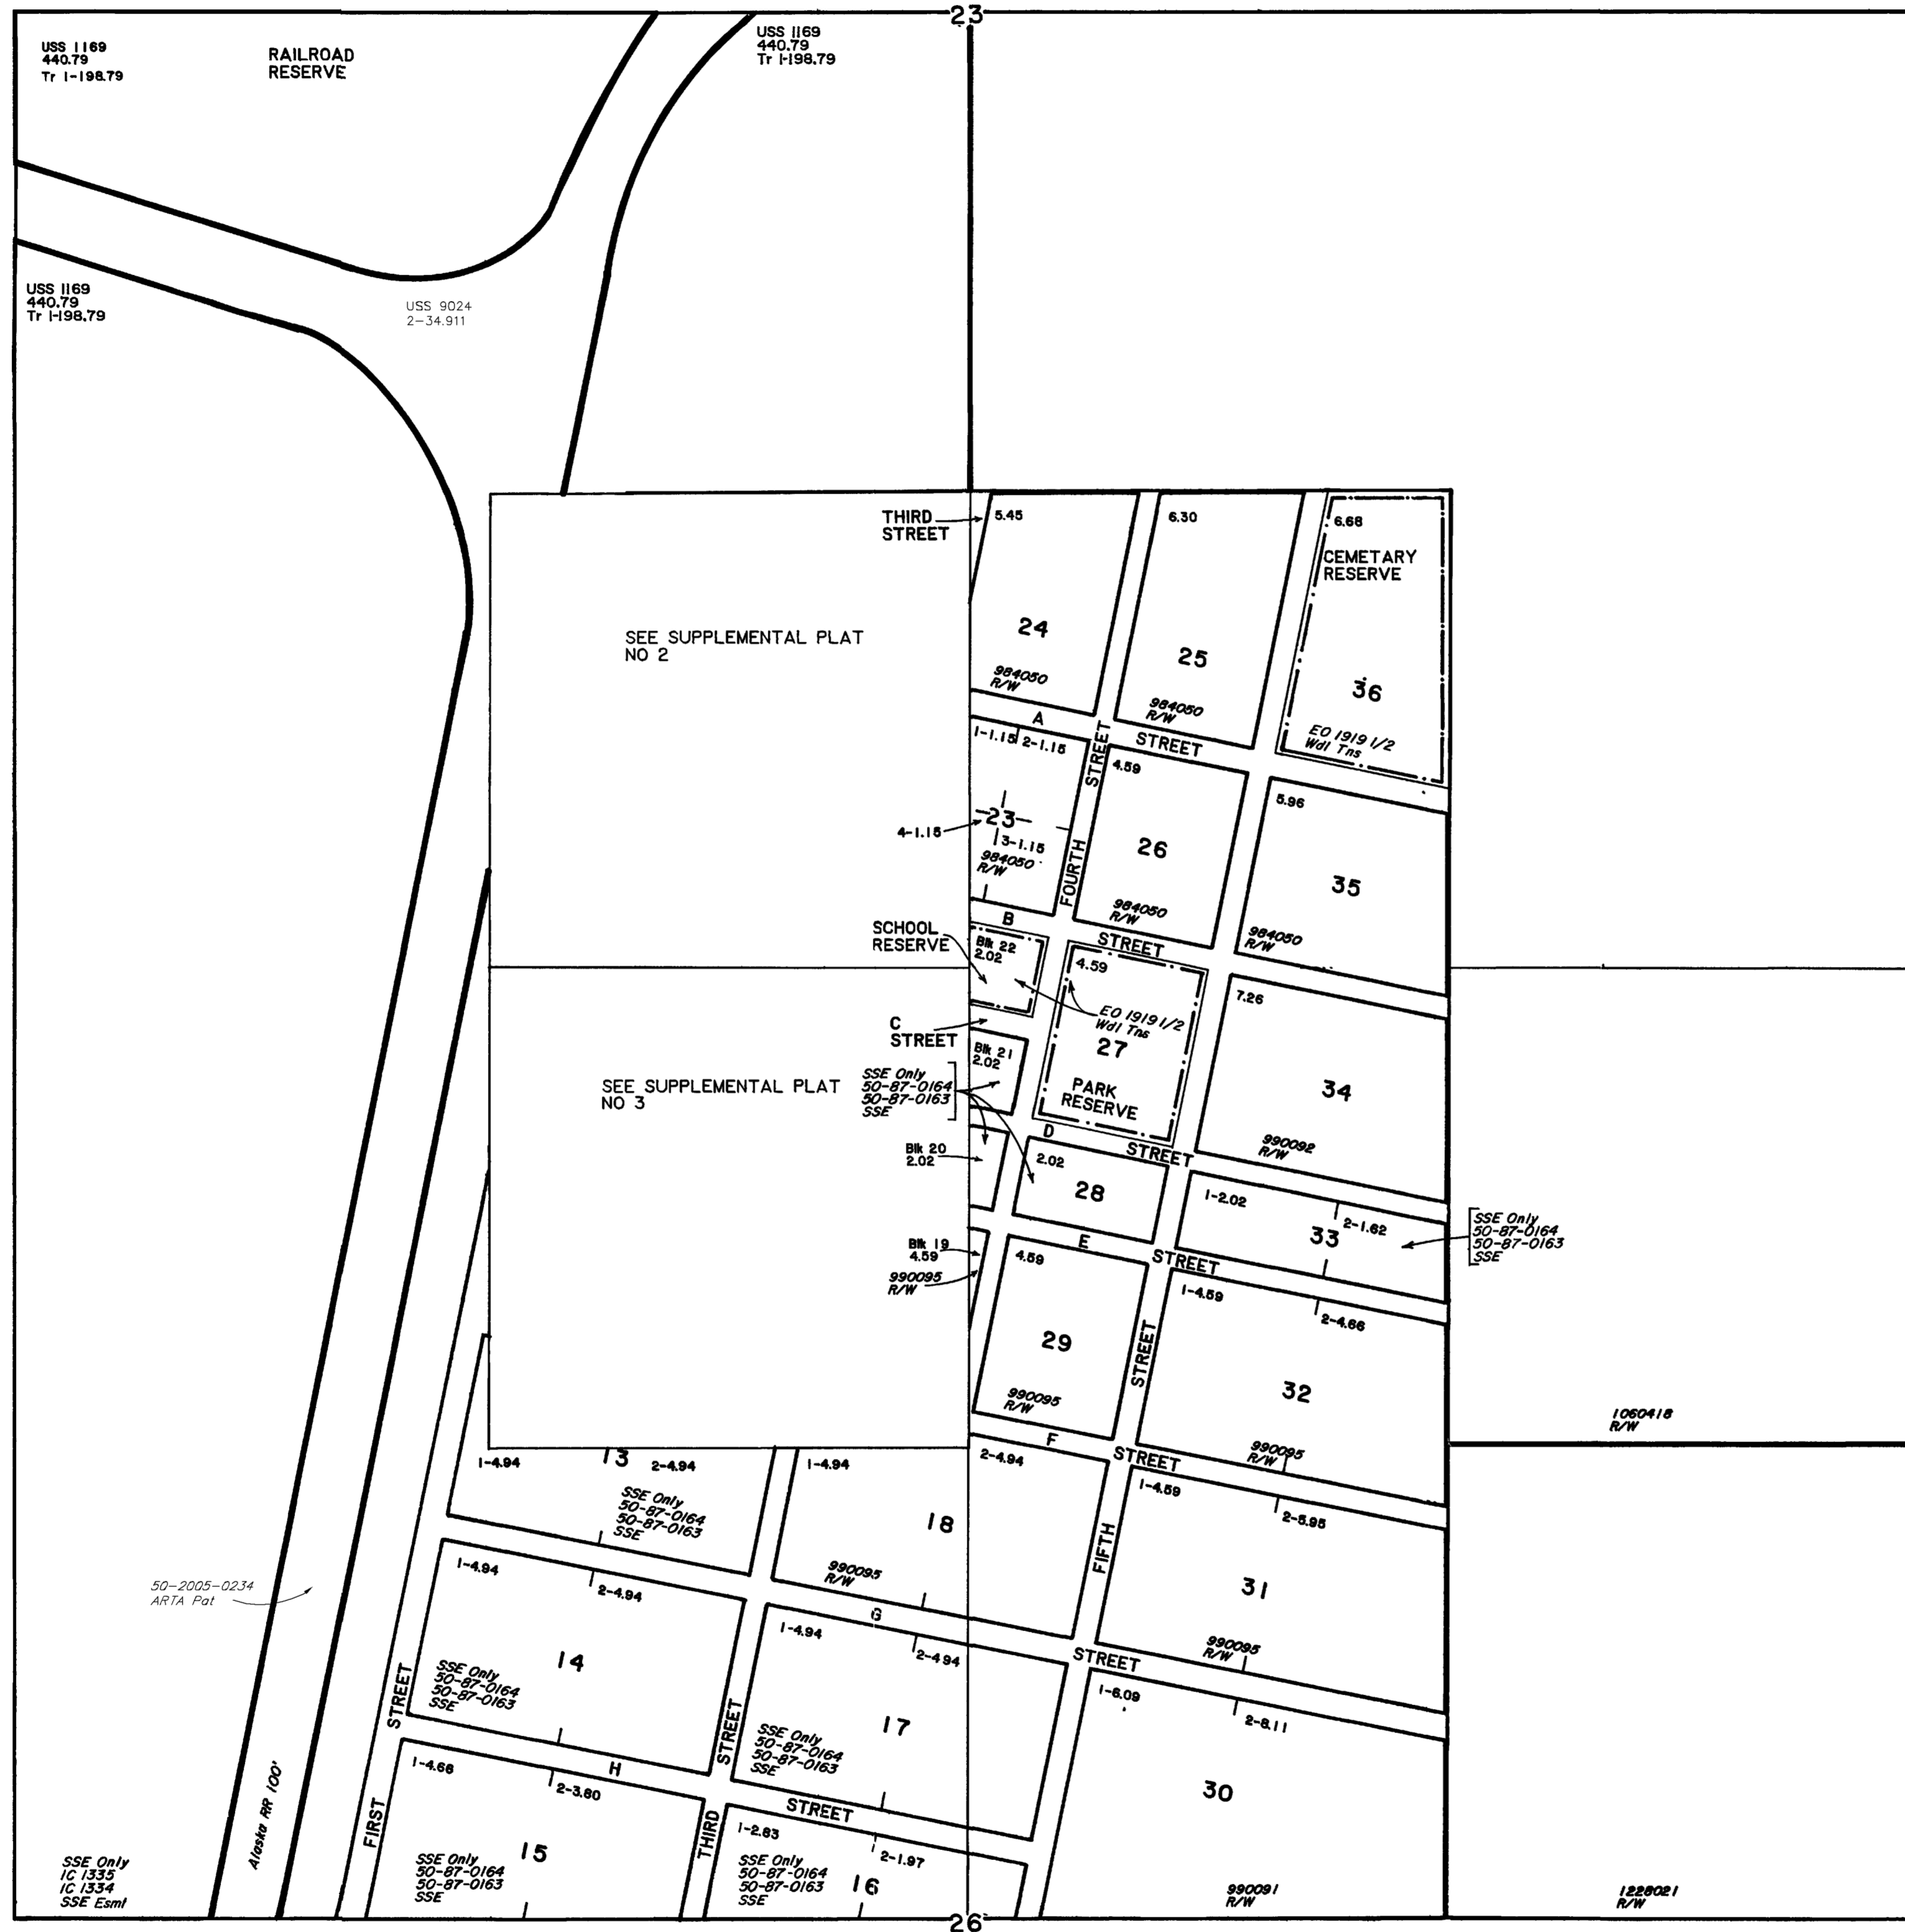 23
USS 1169
440.79
Tr 1-198.79
RAILROAD
RESERVE
USS 1169
440.79
Tr 1-198.79
USS 1169
440.79
Tr 1-198.79
USS 9024
2-34.911
THIRD
STREET
5.45
24
984050
R/W
6.30
25
984050
R/W
6.68
CEMETARY
RESERVE
36
EO 1919 1/2
Wdl Tns
SEE SUPPLEMENTAL PLAT
NO 2
A
STREET
1-1.15
2-1.15
23
4-1.15
3-1.15
984050
R/W
FOURTH
STREET
4.59
26
984050
R/W
5.96
35
984050
R/W
B
STREET
SCHOOL
RESERVE
Blk 22
2.02
4.59
EO 1919 1/2
Wdl Tns
27
PARK
RESERVE
7.26
34
990092
R/W
C
STREET
Blk 21
2.02
SEE SUPPLEMENTAL PLAT
NO 3
SSE Only
50-87-0164
50-87-0163
SSE
D
STREET
Blk 20
2.02
2.02
28
1-2.02
2-1.62
33
SSE Only
50-87-0164
50-87-0163
SSE
E
STREET
Blk 19
4.59
990095
R/W
4.59
29
990095
R/W
STREET
1-4.59
2-4.66
32
990095
R/W
1060418
R/W
F
STREET
1-4.94
13
2-4.94
SSE Only
50-87-0164
50-87-0163
SSE
1-4.94
2-4.94
18
990095
R/W
FIFTH
1-4.59
2-5.95
31
990095
R/W
50-2005-0234
ARTA Pat
1-4.94
2-4.94
14
SSE Only
50-87-0164
50-87-0163
SSE
G
STREET
1-4.94
2-4.94
17
SSE Only
50-87-0164
50-87-0163
SSE
1-6.09
2-8.11
30
990091
R/W
STREET
STREET
H
STREET
1-4.66
2-3.80
15
SSE Only
50-87-0164
50-87-0163
SSE
FIRST
THIRD
1-2.83
2-1.97
16
SSE Only
50-87-0164
50-87-0163
SSE
Alaska RR 100'
SSE Only
IC 1335
IC 1334
SSE Esmt
1228021
R/W
26